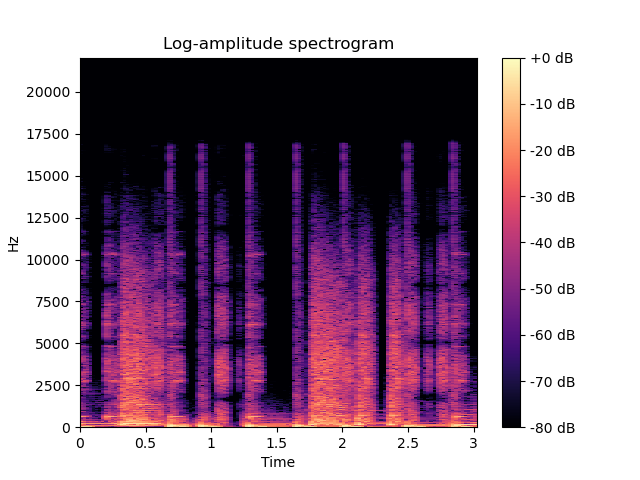 Log-amplitude spectrogram
Hz
20000
17500
15000
12500
10000
7500
5000
2500
0
0 0.5 1 1.5 2 2.5 3
Time
+0 dB
-10 dB
-20 dB
-30 dB
-40 dB
-50 dB
-60 dB
-70 dB
-80 dB